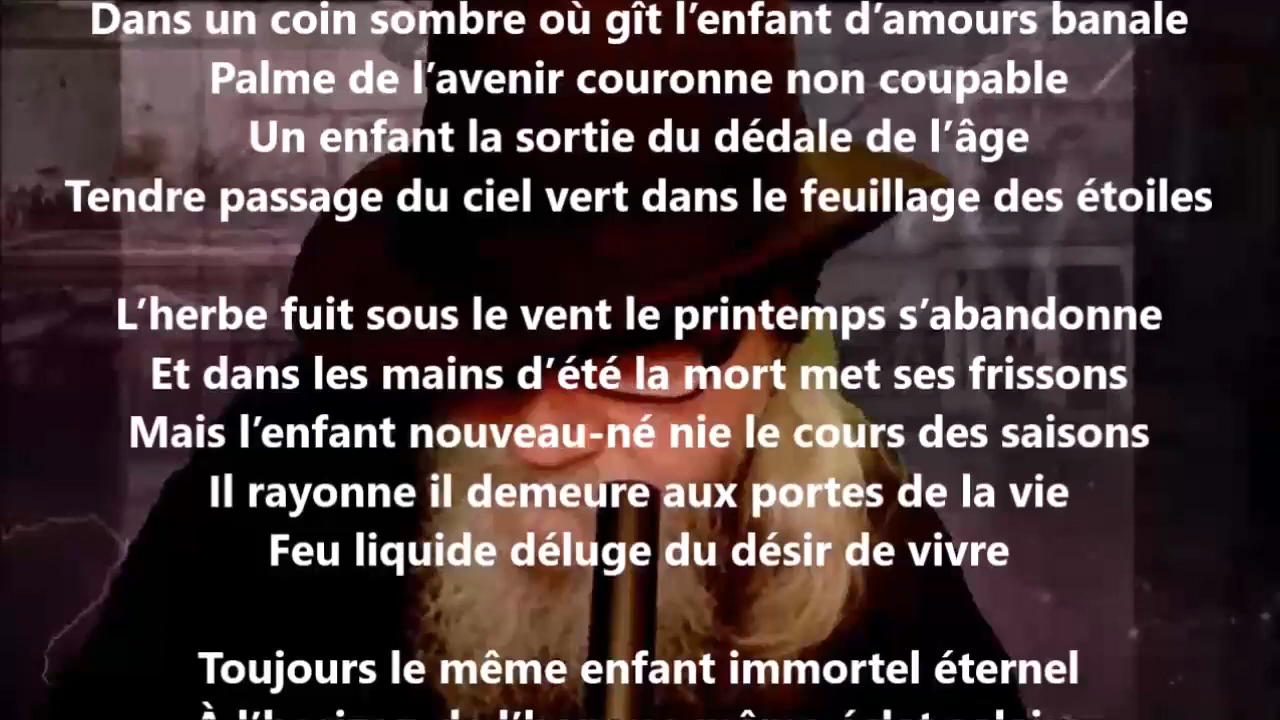 Dans un coin sombre où gît l’enfant d’amours banale
Palme de l’avenir couronne non coupable
Un enfant la sortie du dédale de l’âge
Tendre passage du ciel vert dans le feuillage des étoiles
L’herbe fuit sous le vent le printemps s’abandonne
Et dans les mains d’été la mort met ses frissons
Mais l’enfant nouveau-né nie le cours des saisons
Il rayonne il demeure aux portes de la vie
Feu liquide déluge du désir de vivre
Toujours le même enfant immortel éternel
À l’horizon de l’homme même